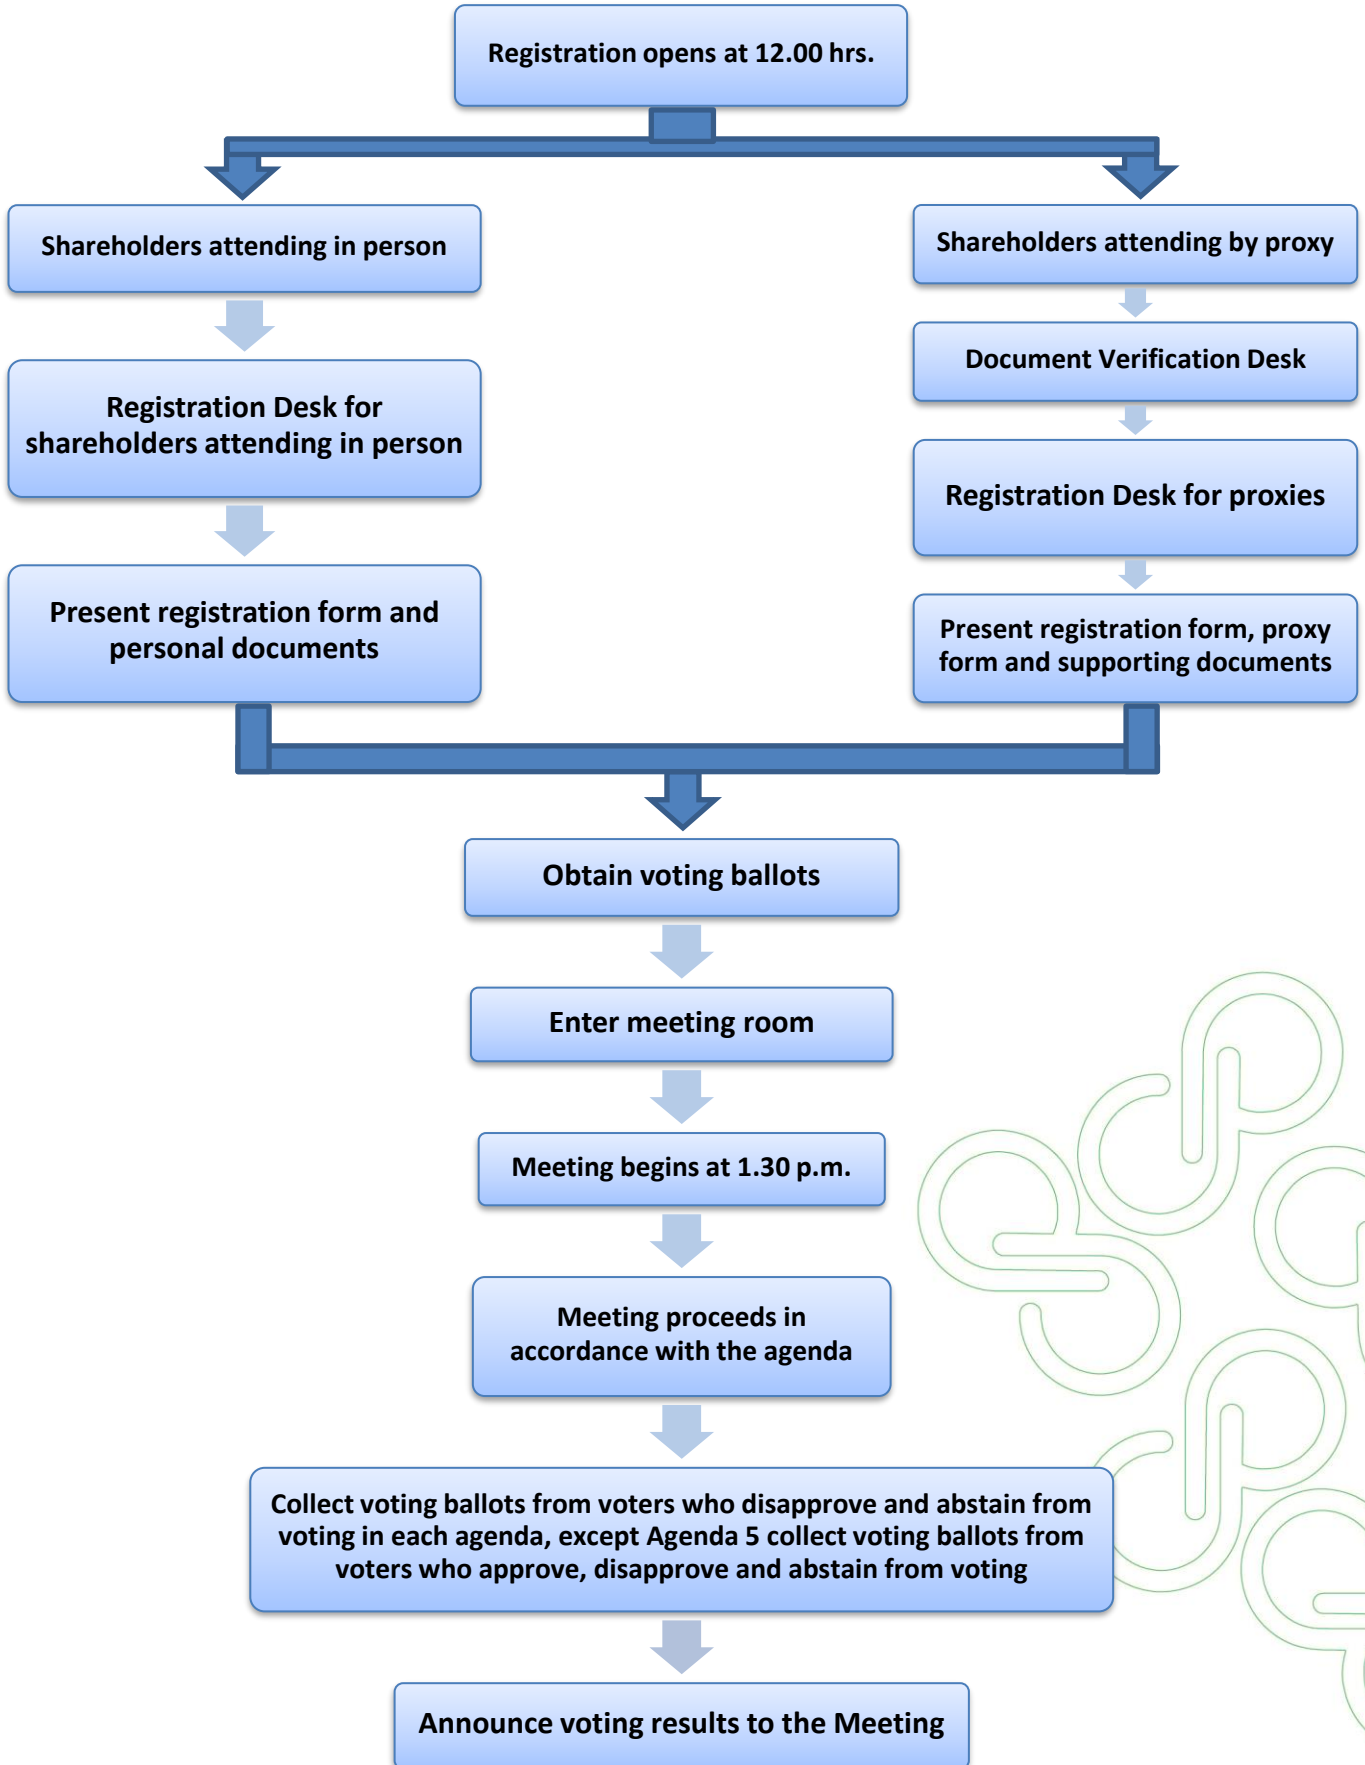 Registration opens at 12.00 hrs.
Shareholders attending in person
Registration Desk for
shareholders attending in person
Present registration form and
personal documents
Shareholders attending by proxy
Document Verification Desk
Registration Desk for proxies
Present registration form, proxy
form and supporting documents
Obtain voting ballots
Enter meeting room
Meeting begins at 1.30 p.m.
Meeting proceeds in
accordance with the agenda
Collect voting ballots from voters who disapprove and abstain from
voting in each agenda, except Agenda 5 collect voting ballots from
voters who approve, disapprove and abstain from voting
Announce voting results to the Meeting